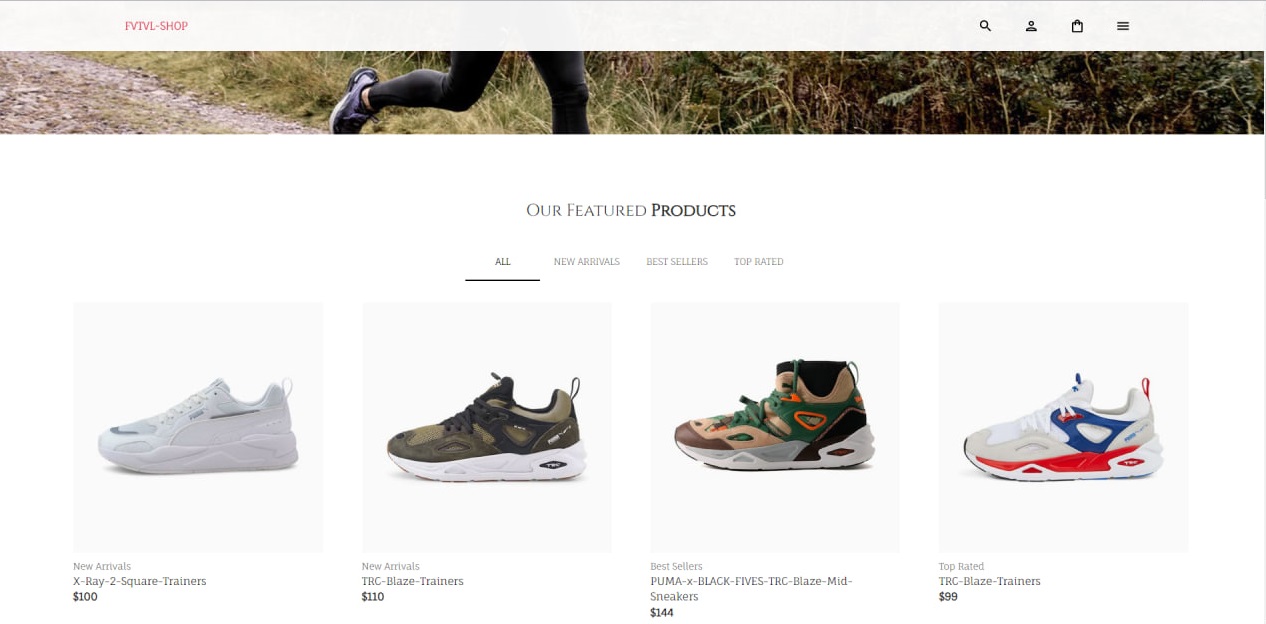 FVTVL-SHOP
Our Featured Products
ALL NEW ARRIVALS BEST SELLERS TOP RATED
New Arrivals
X-Ray-2-Square-Trainers
$100
New Arrivals
TRC-Blaze-Trainers
$110
Best Sellers
PUMA-x-BLACK-FIVES-TRC-Blaze-Mid-
Sneakers
$144
Top Rated
TRC-Blaze-Trainers
$99